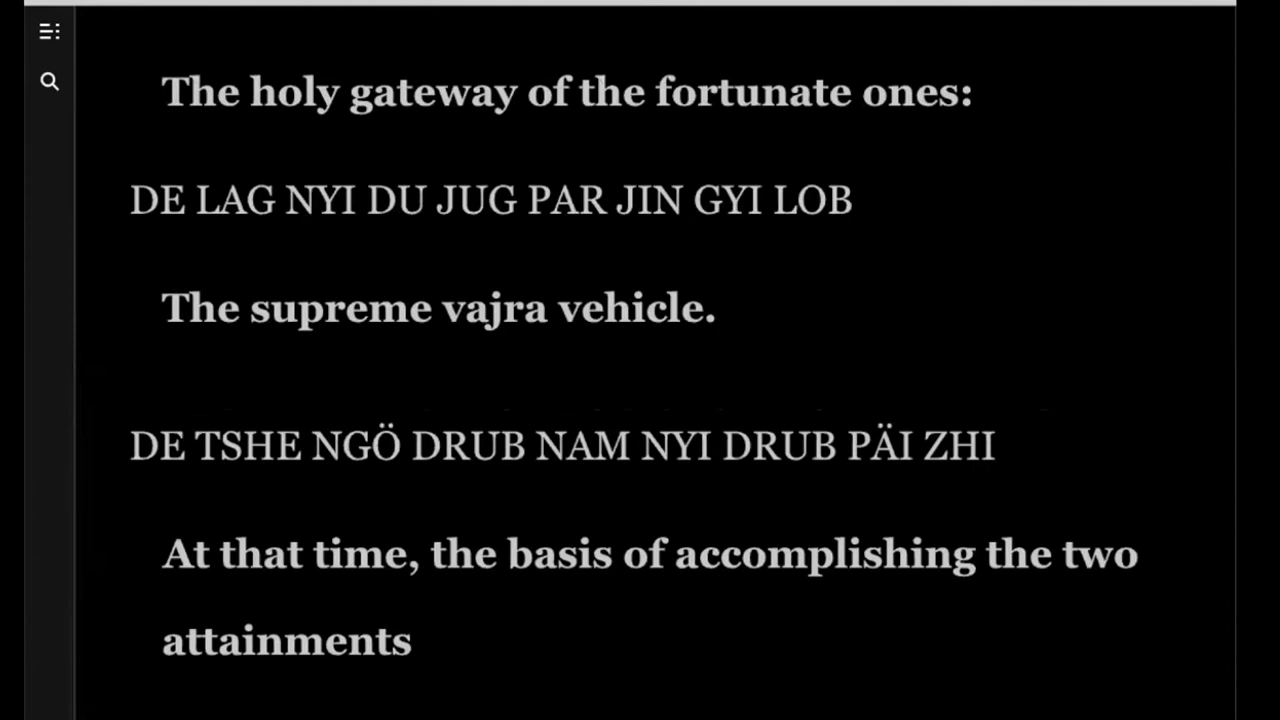 The holy gateway of the fortunate ones:
DE LAG NYI DU JUG PAR JIN GYI LOB
The supreme vajra vehicle.
DE TSHE NGÖ DRUB NAM NYI DRUB PÄI ZHI
At that time, the basis of accomplishing the two
attainments